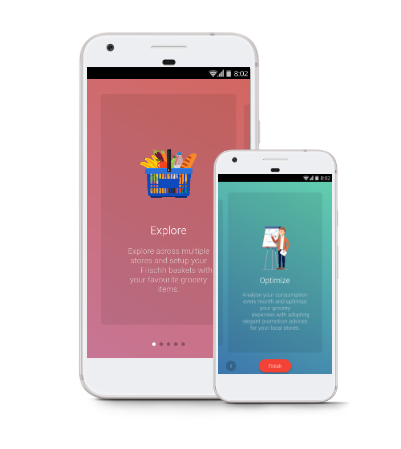 8:02
Explore
Explore across multiple
stores and setup your
Frischh baskets with
your favourite grocery
items.
8:02
Optimize
Analyse your consumption
every month and optimise
your grocery
expenses with adopting
elegant promotion advices
for your local stores.
Finish